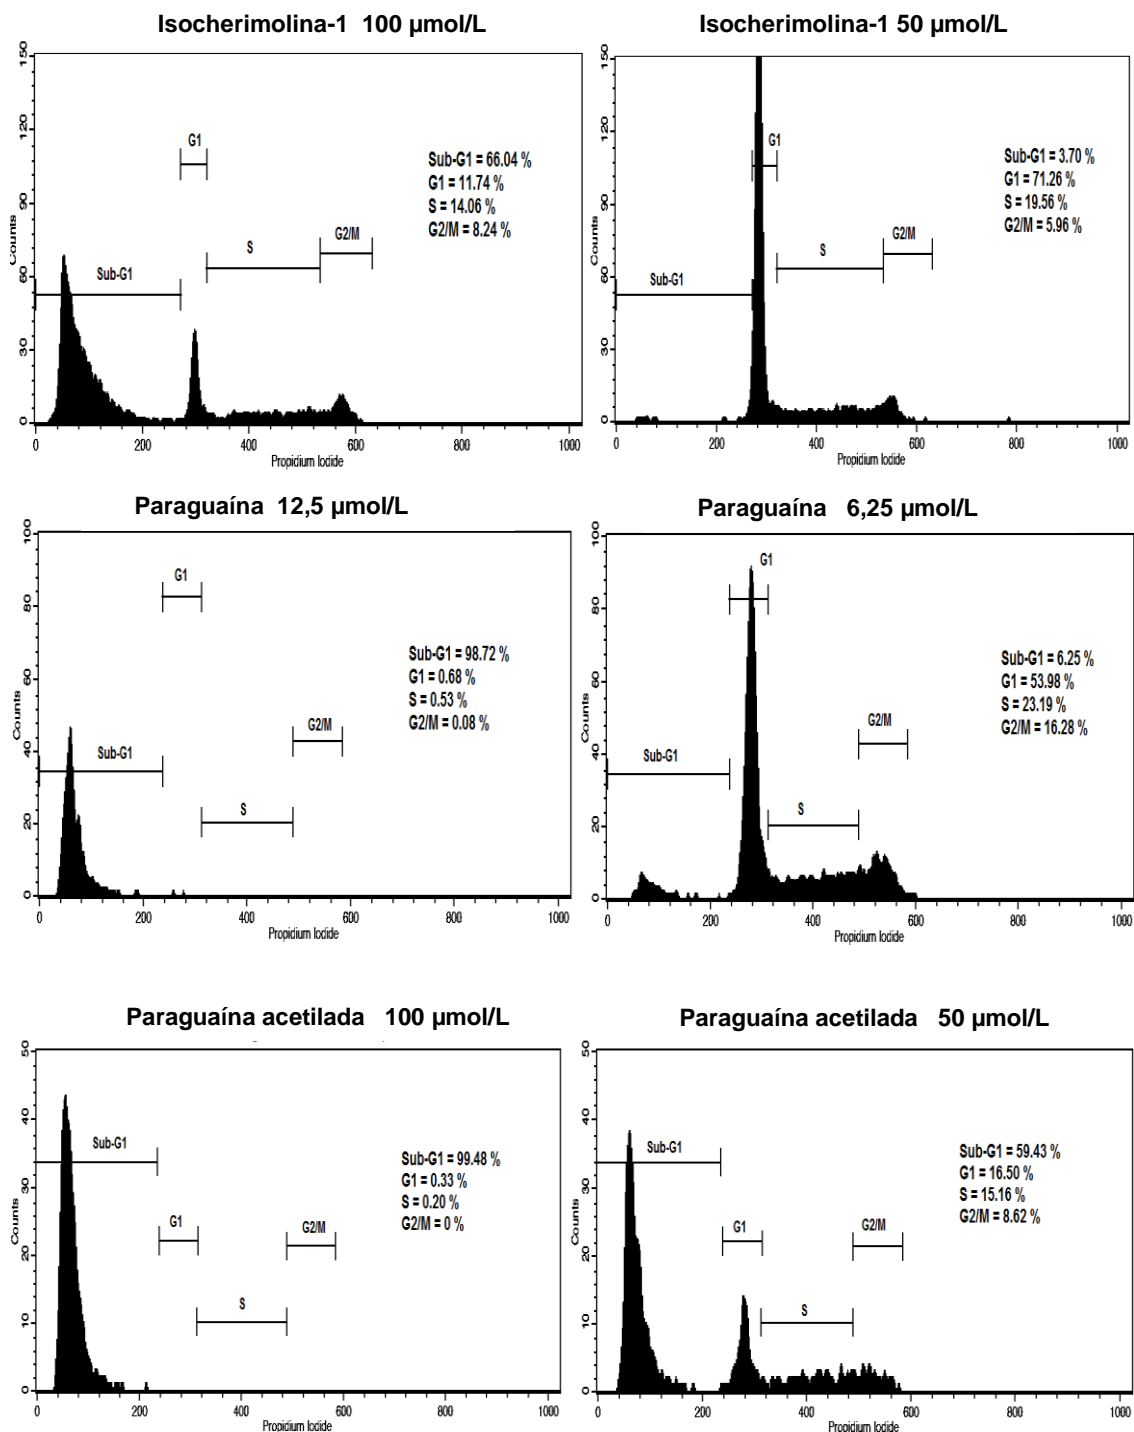 Isocherimolina-1 100 µmol/L
150
120
90
60
30
0
Counts
Sub-G1
G1
S
G2/M
Sub-G1 = 66.04 %
G1 = 11.74 %
S = 14.06 %
G2/M = 8.24 %
0 200 400 600 800 1000
Propidium Iodide
Isocherimolina-1 50 µmol/L
150
120
90
60
30
0
Counts
Sub-G1
G1
S
G2/M
Sub-G1 = 3.70 %
G1 = 71.26 %
S = 19.56 %
G2/M = 5.96 %
0 200 400 600 800 1000
Propidium Iodide
Paraguaína 12,5 µmol/L
100
80
60
40
20
0
Counts
Sub-G1
G1
S
G2/M
Sub-G1 = 98.72 %
G1 = 0.68 %
S = 0.53 %
G2/M = 0.08 %
0 200 400 600 800 1000
Propidium Iodide
Paraguaína 6,25 µmol/L
100
80
60
40
20
0
Counts
Sub-G1
G1
S
G2/M
Sub-G1 = 6.25 %
G1 = 53.98 %
S = 23.19 %
G2/M = 16.28 %
0 200 400 600 800 1000
Propidium Iodide
Paraguaína acetilada 100 µmol/L
50
40
30
20
10
0
Counts
Sub-G1
G1
S
G2/M
Sub-G1 = 99.48 %
G1 = 0.33 %
S = 0.20 %
G2/M = 0 %
0 200 400 600 800 1000
Propidium Iodide
Paraguaína acetilada 50 µmol/L
50
40
30
20
10
0
Counts
Sub-G1
G1
S
G2/M
Sub-G1 = 59.43 %
G1 = 16.50 %
S = 15.16 %
G2/M = 8.62 %
0 200 400 600 800 1000
Propidium Iodide